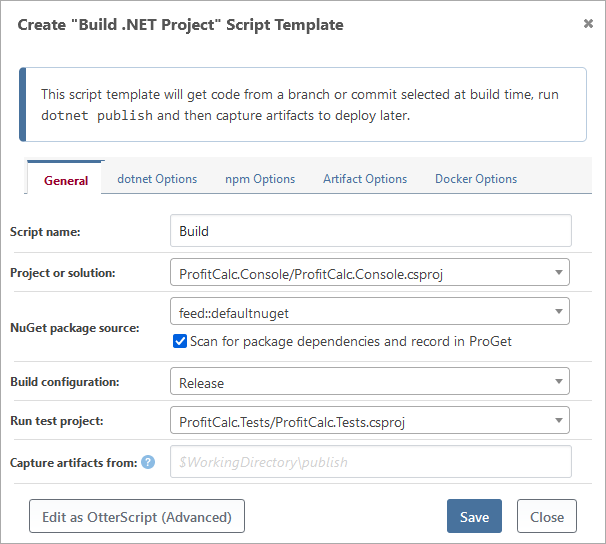 Create "Build .NET Project" Script Template
This script template will get code from a branch or commit selected at build time, run
dotnet publish and then capture artifacts to deploy later.
General dotnet Options npm Options Artifact Options Docker Options
Script name: Build
Project or solution: ProfitCalc.Console/ProfitCalc.Console.csproj
NuGet package source: feed::defaultnuget
Scan for package dependencies and record in ProGet
Build configuration: Release
Run test project: ProfitCalc.Tests/ProfitCalc.Tests.csproj
Capture artifacts from: ? $WorkingDirectory\publish
Edit as OtterScript (Advanced) Save Close